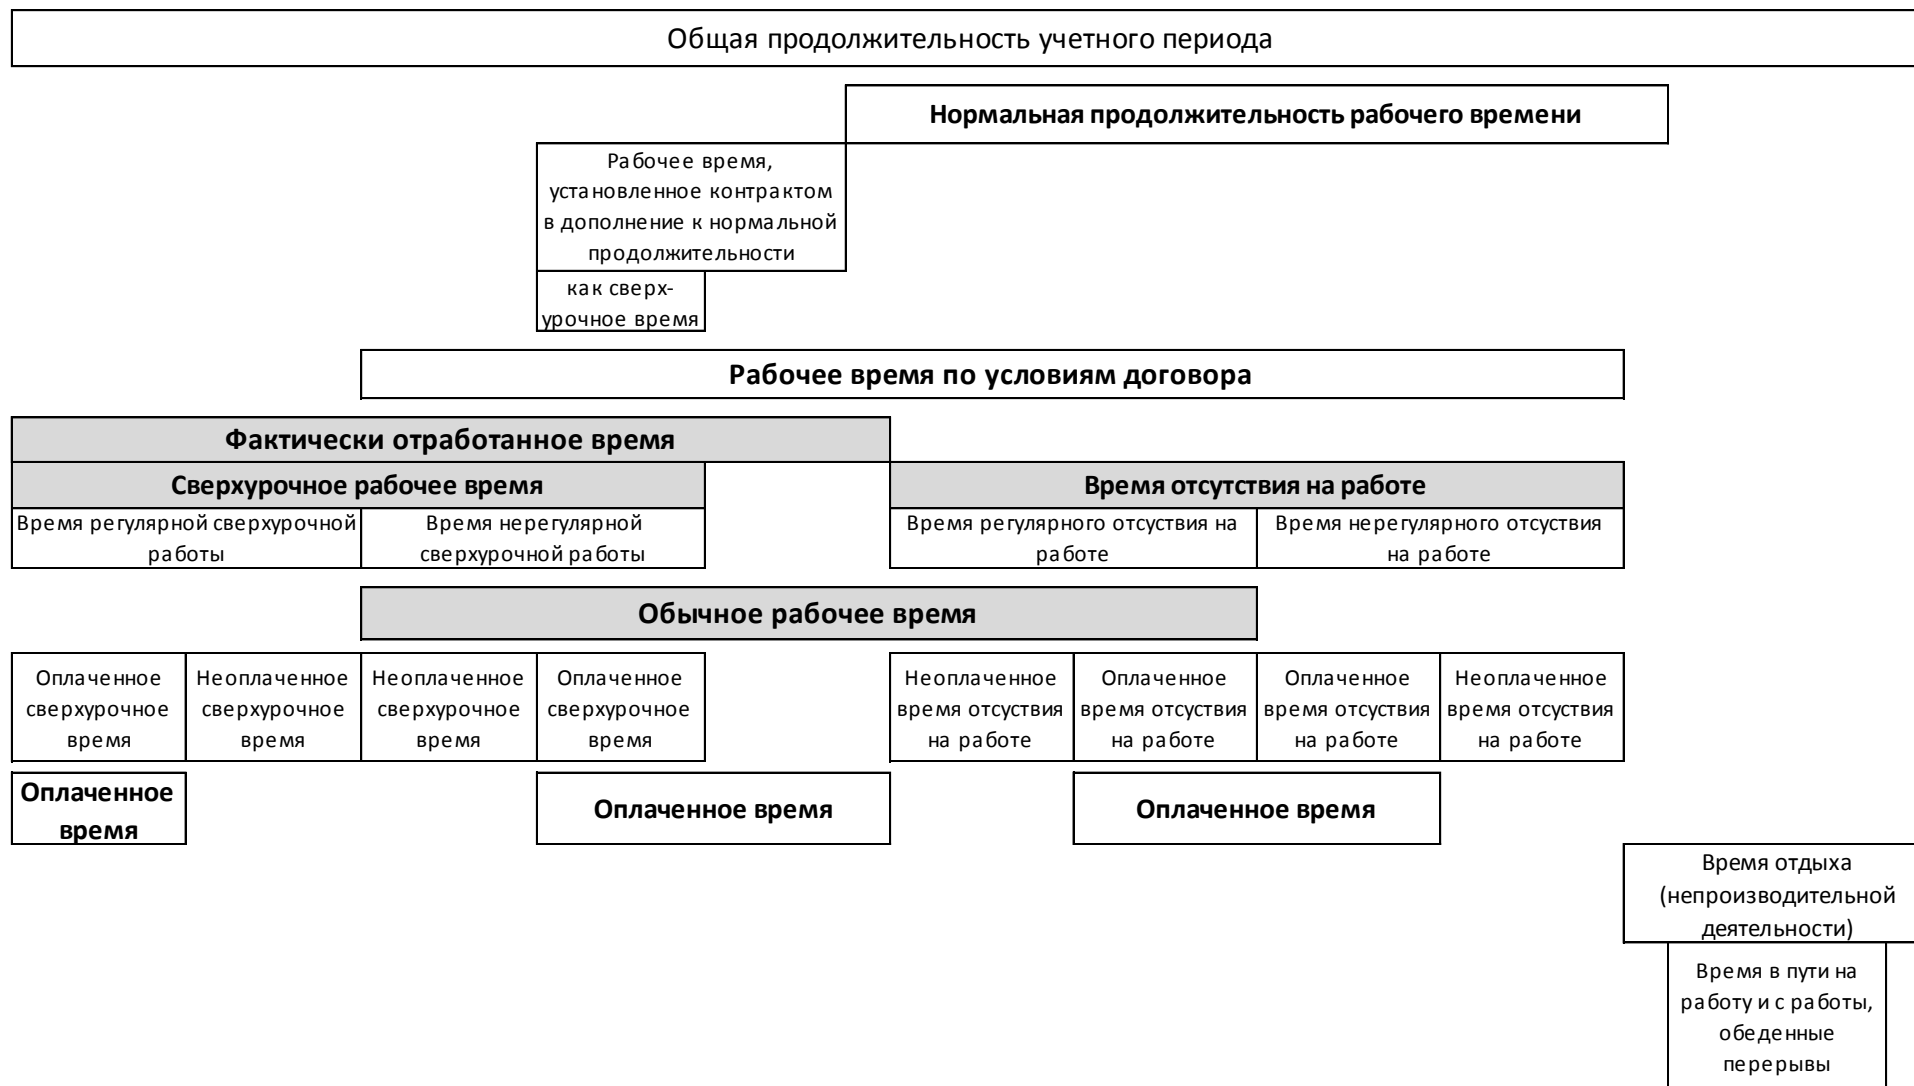 Общая продолжительность учетного периода
Нормальная продолжительность рабочего времени
Рабочее время,
установленное контрактом
в дополнение к нормальной
продолжительности
как сверх-
урочное время
Рабочее время по условиям договора
Фактически отработанное время
Сверхурочное рабочее время
Время отсутствия на работе
Время регулярной сверхурочной
работы
Время нерегулярной
сверхурочной работы
Время регулярного отсуствия на
работе
Время нерегулярного отсуствия
на работе
Обычное рабочее время
Оплаченное
сверхурочное
время
Неоплаченное
сверхурочное
время
Неоплаченное
сверхурочное
время
Оплаченное
сверхурочное
время
Неоплаченное
время отсуствия
на работе
Оплаченное
время отсуствия
на работе
Оплаченное
время отсуствия
на работе
Неоплаченное
время отсуствия
на работе
Оплаченное
время
Оплаченное время
Оплаченное время
Время отдыха
(непроизводительной
деятельности)
Время в пути на
работу и с работы,
обеденные
перерывы